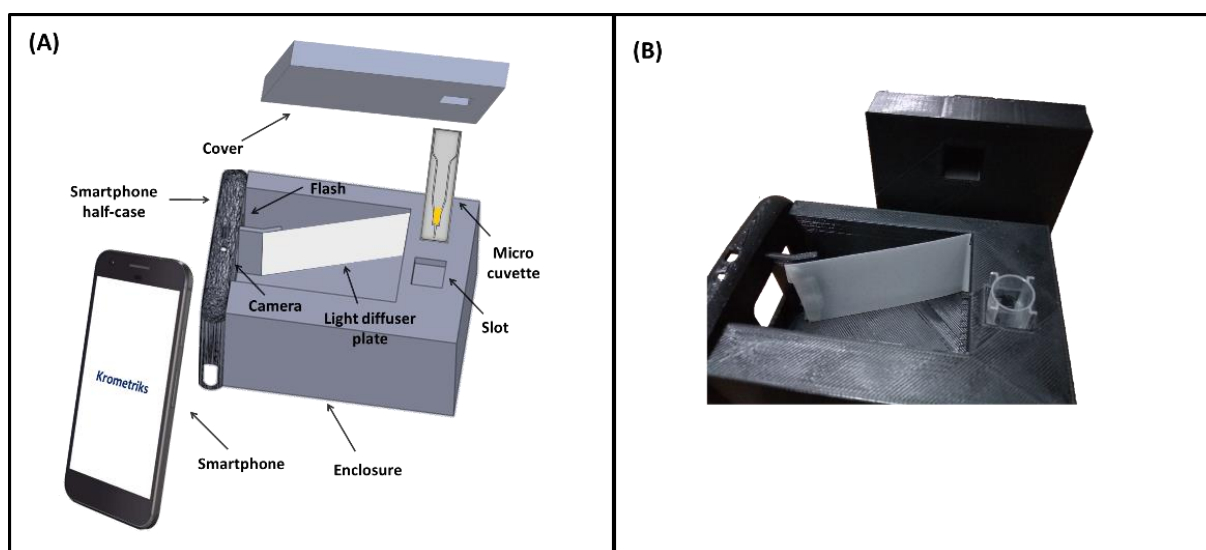 (A)
Cover
Smartphone
half-case
Flash
Micro
cuvette
Camera
Light diffuser
plate
Slot
Krometriks
Smartphone
Enclosure
(B)